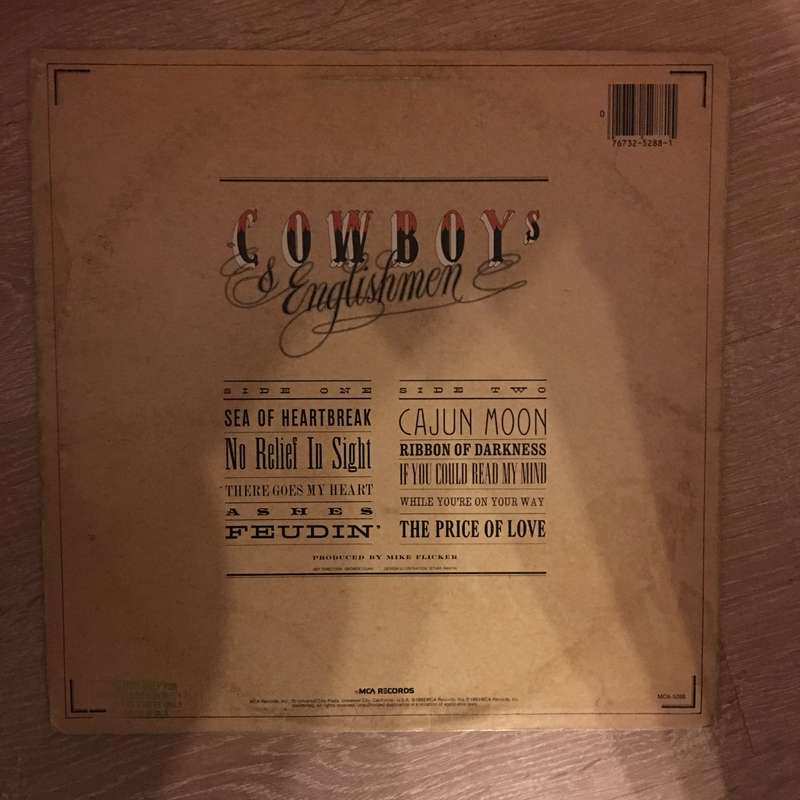 0
76732-5288-1
COWBOYS
& Englishmen
SIDE ONE
SEA OF HEARTBREAK
No Relief In Sight
THERE GOES MY HEART
ASHES
FEUDIN'
SIDE TWO
CAJUN MOON
RIBBON OF DARKNESS
IF YOU COULD READ MY MIND
WHILE YOU'RE ON YOUR WAY
THE PRICE OF LOVE
PRODUCED BY MIKE FLICKER
MCA RECORDS
MCA-5288